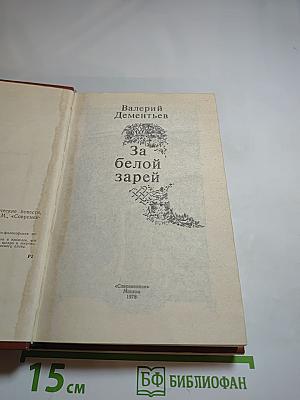 Валерий
Дементьев
За
белой
зарей
«Современник»
Москва
1978
15 см
БФ БИБЛИОФАН